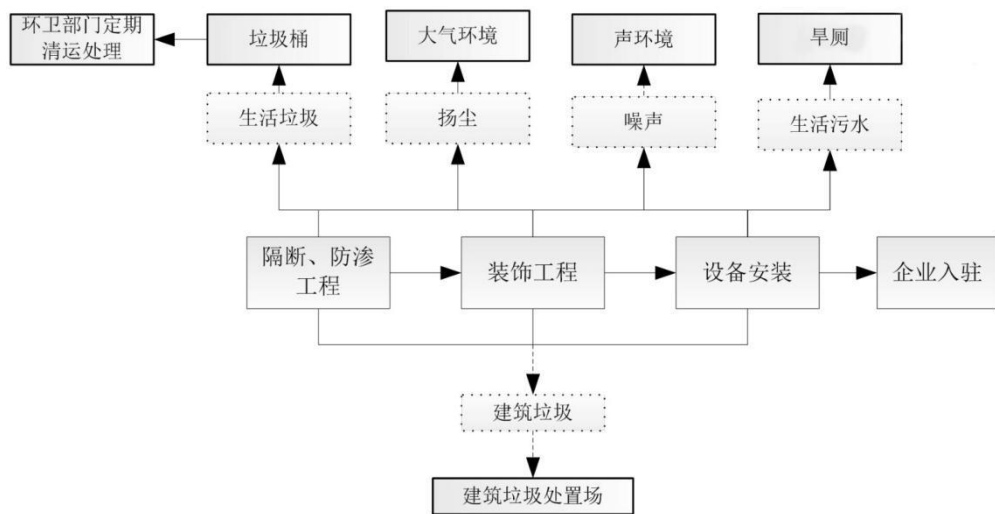 环卫部门定期
清运处理
垃圾桶
大气环境
声环境
旱厕
生活垃圾
扬尘
噪声
生活污水
隔断、防渗
工程
装饰工程
设备安装
企业入驻
建筑垃圾
建筑垃圾处置场